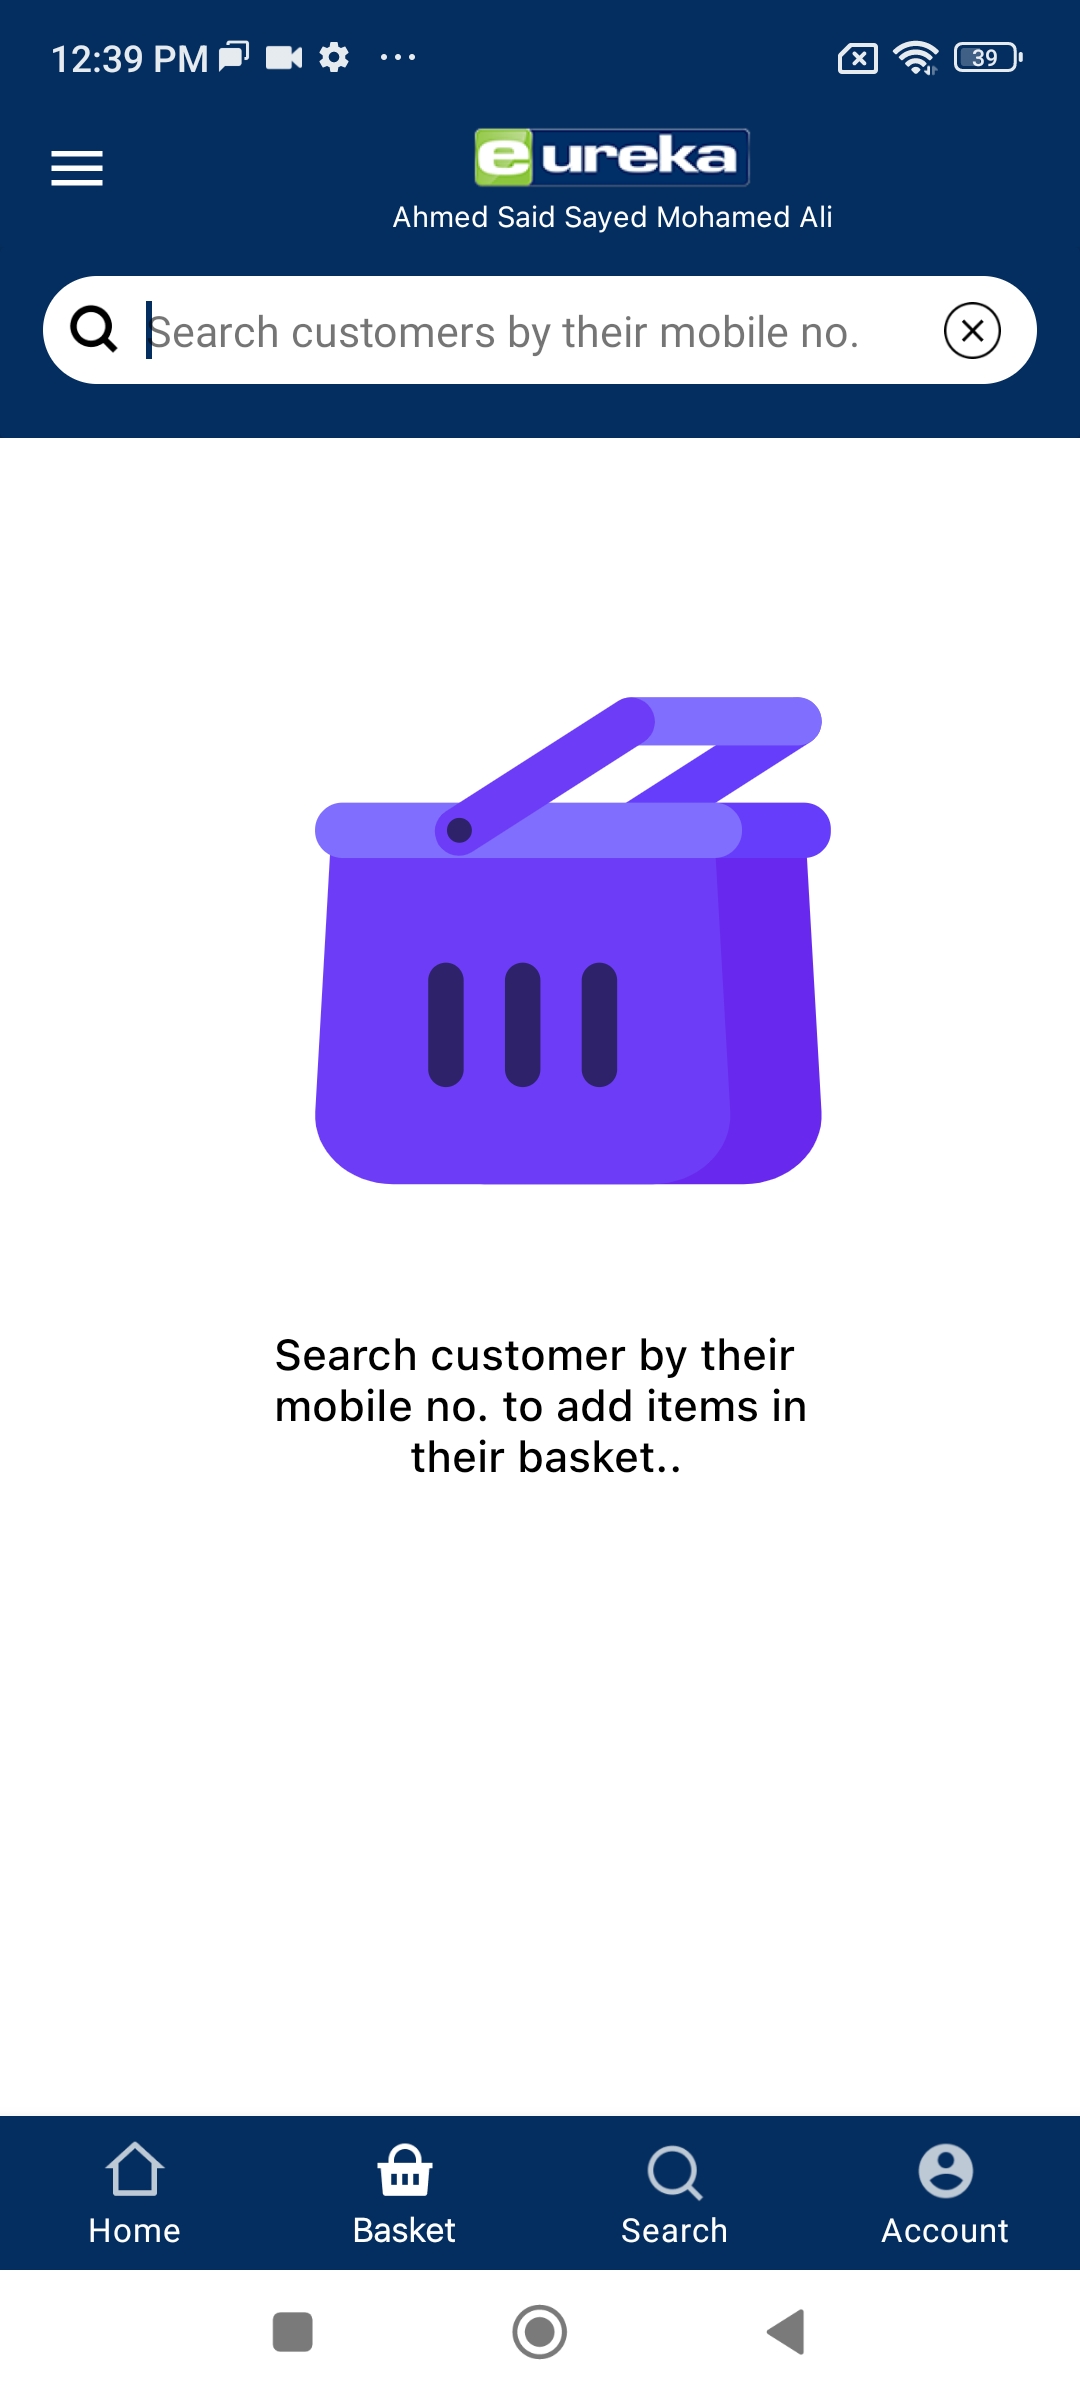 12:39 PM
39
eureka
Ahmed Said Sayed Mohamed Ali
Search customers by their mobile no.
Search customer by their
mobile no. to add items in
their basket..
Home
Basket
Search
Account